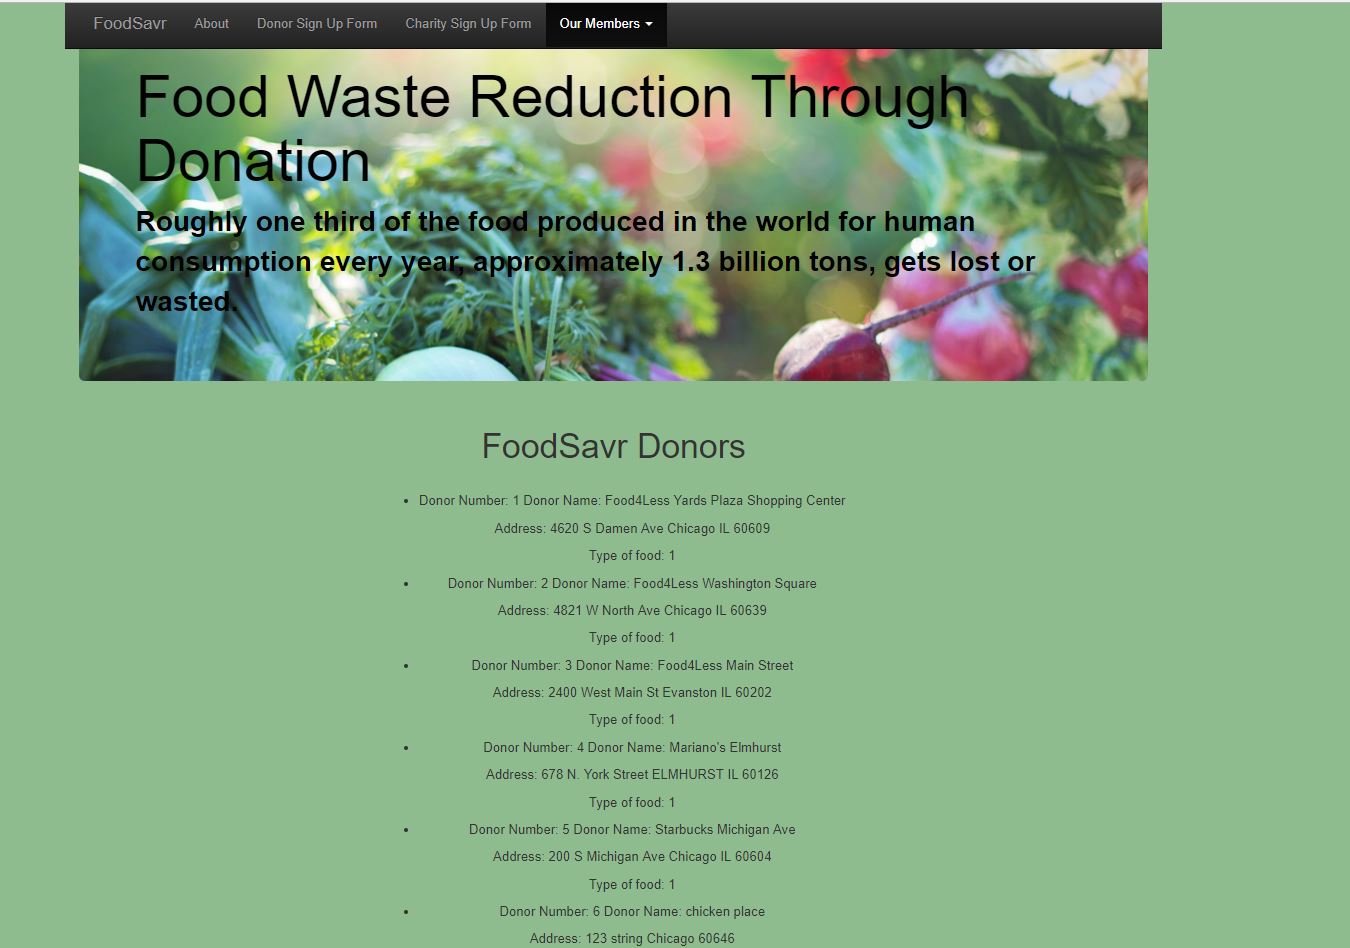 FoodSavr About Donor Sign Up Form Charity Sign Up Form Our Members
Food Waste Reduction Through
Donation
Roughly one third of the food produced in the world for human
consumption every year, approximately 1.3 billion tons, gets lost or
wasted.
FoodSavr Donors
• Donor Number: 1 Donor Name: Food4Less Yards Plaza Shopping Center
Address: 4620 S Damen Ave Chicago IL 60609
Type of food: 1
• Donor Number: 2 Donor Name: Food4Less Washington Square
Address: 4821 W North Ave Chicago IL 60639
Type of food: 1
• Donor Number: 3 Donor Name: Food4Less Main Street
Address: 2400 West Main St Evanston IL 60202
Type of food: 1
• Donor Number: 4 Donor Name: Mariano's Elmhurst
Address: 678 N. York Street ELMHURST IL 60126
Type of food: 1
• Donor Number: 5 Donor Name: Starbucks Michigan Ave
Address: 200 S Michigan Ave Chicago IL 60604
Type of food: 1
• Donor Number: 6 Donor Name: chicken place
Address: 123 string Chicago 60646